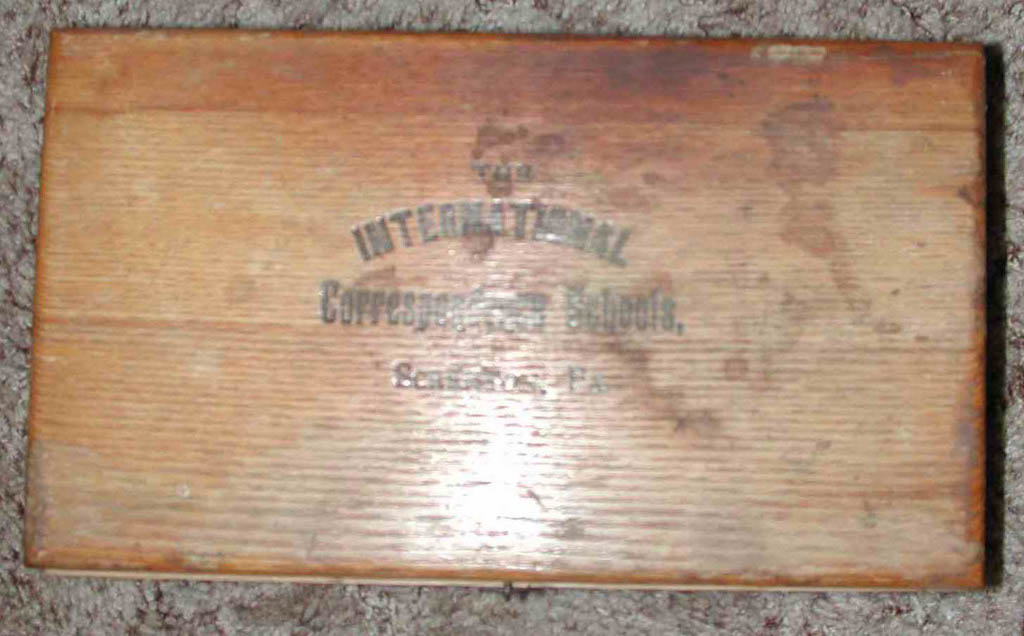 THE
INTERNATIONAL
Correspondence Schools,
Scranton, Pa.